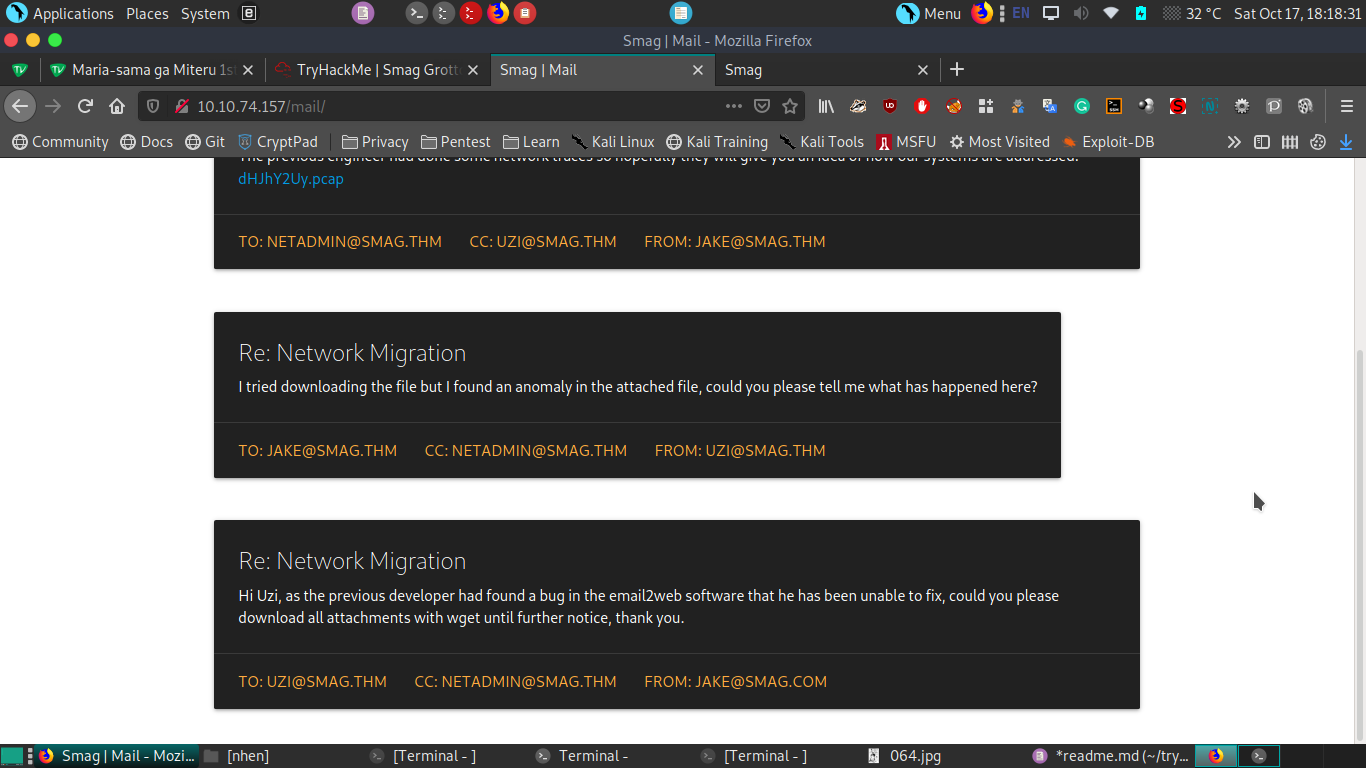 Applications Places System Menu EN 32 °C Sat Oct 17, 18:18:31
Smag | Mail - Mozilla Firefox
Maria-sama ga Miteru 1s TryHackMe | Smag Grott Smag | Mail Smag
10.10.74.157/mail/
Community Docs Git CryptPad Privacy Pentest Learn Kali Linux Kali Training Kali Tools MSFU Most Visited Exploit-DB
The previous engineer had done some network traces so hopefully they will give you an idea of how our systems are addressed.
dHJhY2Uy.pcap
TO: NETADMIN@SMAG.THM CC: UZI@SMAG.THM FROM: JAKE@SMAG.THM
Re: Network Migration
I tried downloading the file but I found an anomaly in the attached file, could you please tell me what has happened here?
TO: JAKE@SMAG.THM CC: NETADMIN@SMAG.THM FROM: UZI@SMAG.THM
Re: Network Migration
Hi Uzi, as the previous developer had found a bug in the email2web software that he has been unable to fix, could you please
download all attachments with wget until further notice, thank you.
TO: UZI@SMAG.THM CC: NETADMIN@SMAG.THM FROM: JAKE@SMAG.COM
Smag | Mail - Mozi... [nhen] [Terminal - ] Terminal - [Terminal - ] 064.jpg *readme.md (~/try...